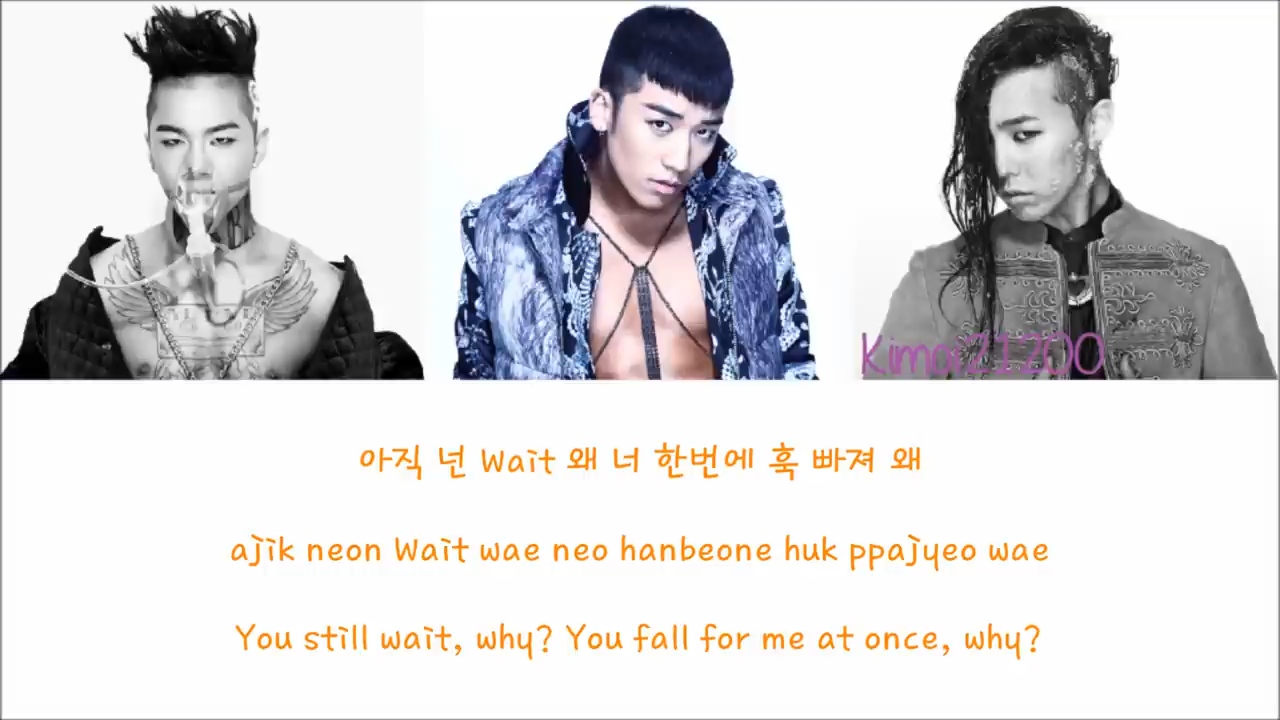 Kimai21200
아직 넌 Wait 왜 너 한번에 훅 빠져 왜
ajik neon Wait wae neo hanbeone huk ppajyeo wae
You still wait, why? You fall for me at once, why?